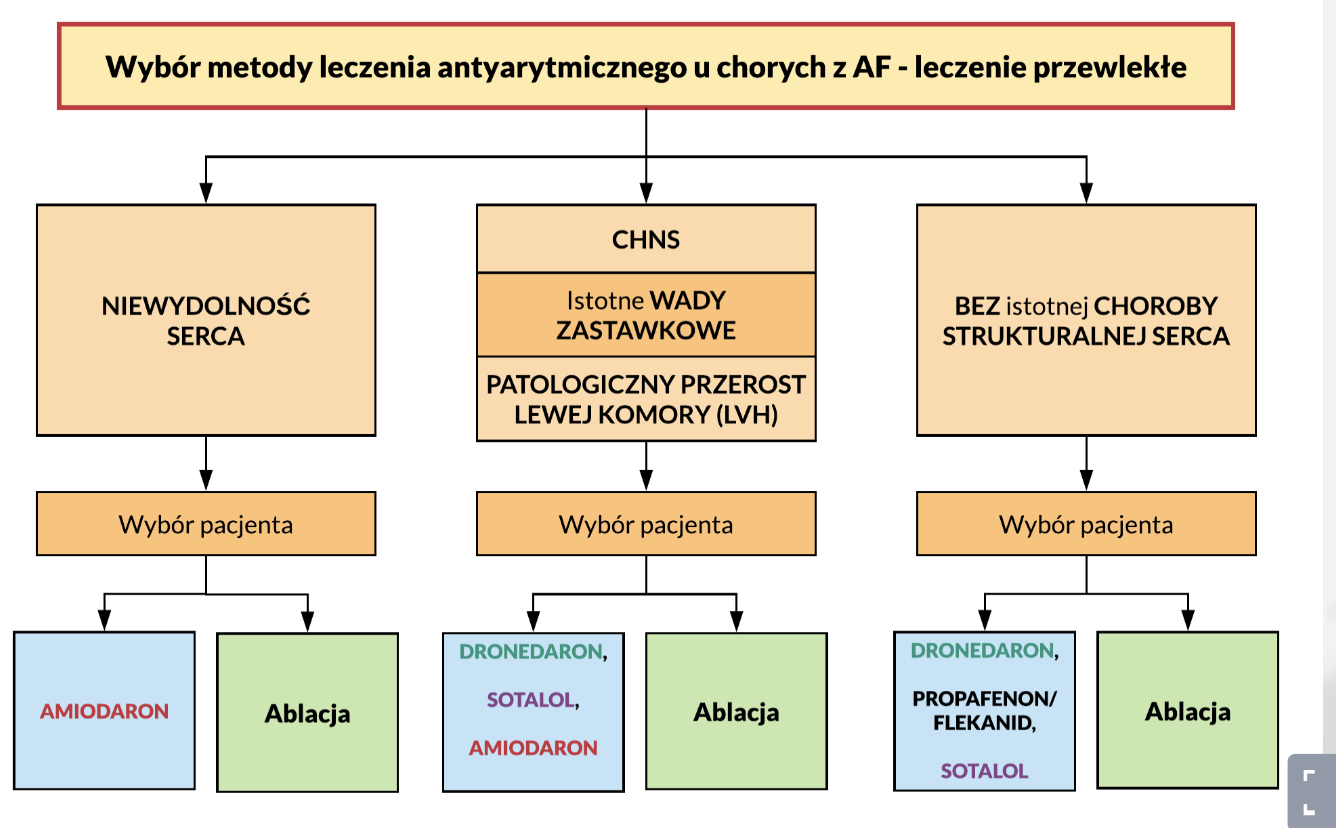 Wybór metody leczenia antyarytmicznego u chorych z AF - leczenie przewlekłe
NIEWYDOLNOŚĆ
SERCA
CHNS
Istotne WADY
ZASTAWKOWE
PATOLOGICZNY PRZEROST
LEWEJ KOMORY (LVH)
BEZ istotnej CHOROBY
STRUKTURALNEJ SERCA
Wybór pacjenta
Wybór pacjenta
Wybór pacjenta
AMIODARON
Ablacja
DRONEDARON,
SOTALOL,
AMIODARON
Ablacja
DRONEDARON,
PROPAFENON/
FLEKANID,
SOTALOL
Ablacja